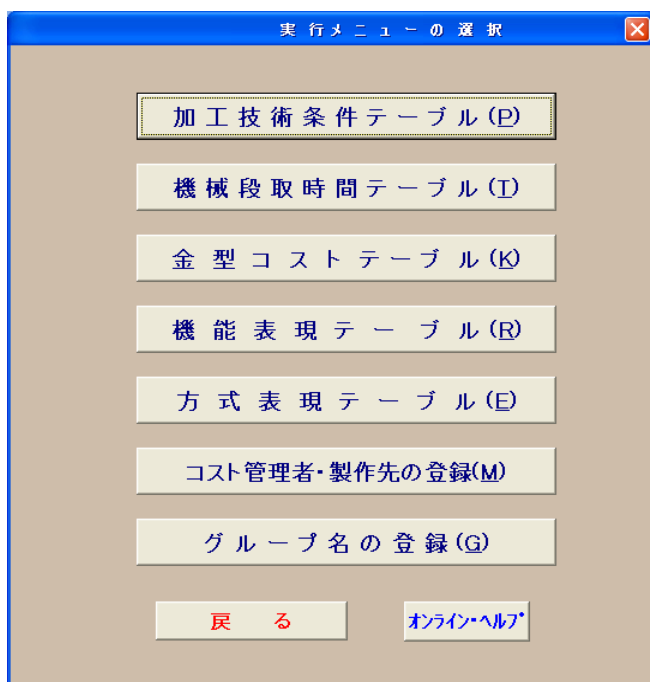 実行メニューの選択
加工技術条件テーブル(P)
機械段取時間テーブル(T)
金型コストテーブル(K)
機能表現テーブル(R)
方式表現テーブル(E)
コスト管理者・製作先の登録(M)
グループ名の登録(G)
戻る
オンライン・ヘルプ